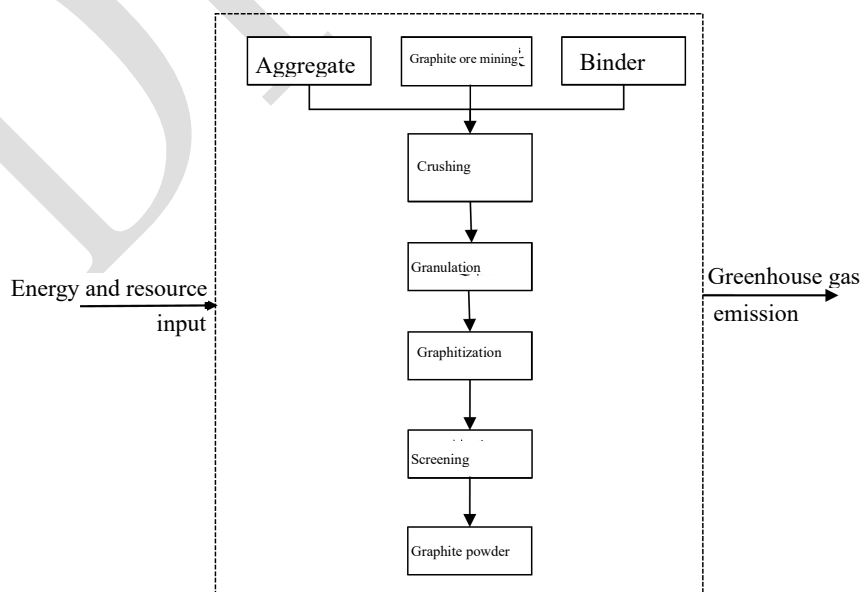 Aggregate
Graphite ore mining
Binder
Crushing
Granulation
Energy and resource
input
Greenhouse gas
emission
Graphitization
Screening
Graphite powder